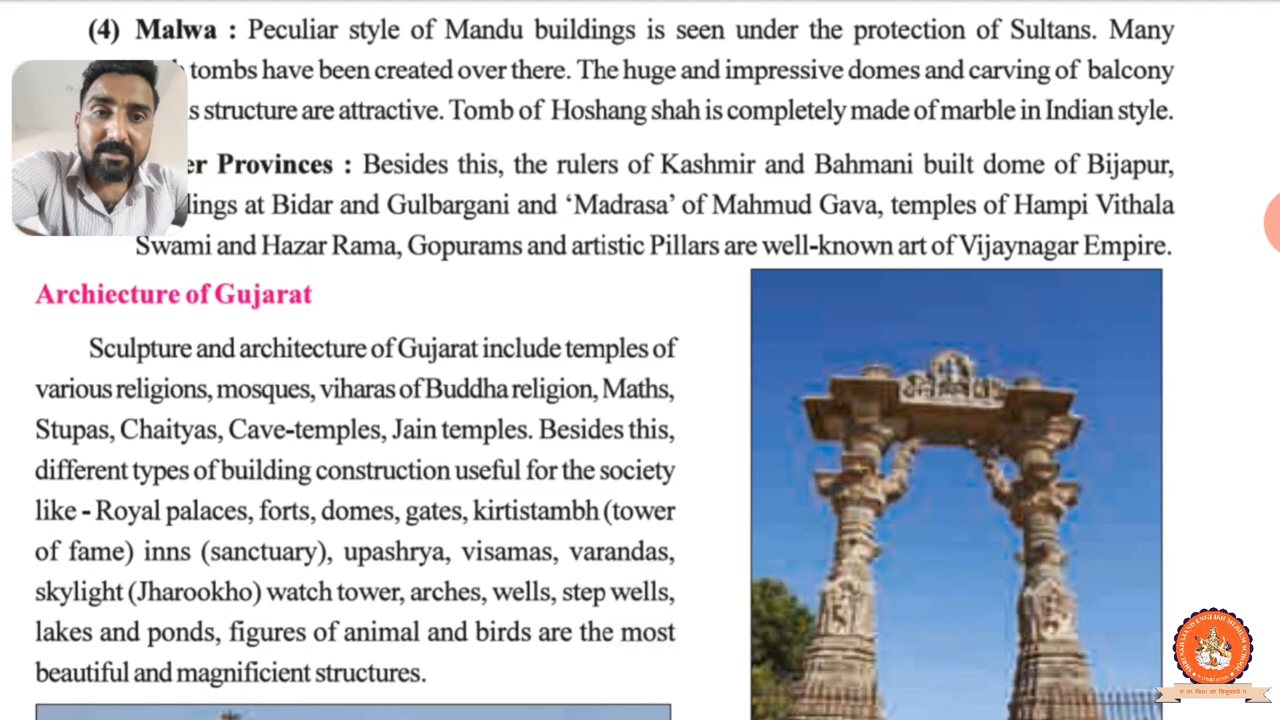 (4) Malwa : Peculiar style of Mandu buildings is seen under the protection of Sultans. Many
tombs have been created over there. The huge and impressive domes and carving of balcony
structure are attractive. Tomb of Hoshang shah is completely made of marble in Indian style.
Provinces : Besides this, the rulers of Kashmir and Bahmani built dome of Bijapur,
at Bidar and Gulbargani and ‘Madrasa’ of Mahmud Gava, temples of Hampi Vithala
Swami and Hazar Rama, Gopurams and artistic Pillars are well-known art of Vijaynagar Empire.
Archiecture of Gujarat
Sculpture and architecture of Gujarat include temples of
various religions, mosques, viharas of Buddha religion, Maths,
Stupas, Chaityas, Cave-temples, Jain temples. Besides this,
different types of building construction useful for the society
like - Royal palaces, forts, domes, gates, kirtistambh (tower
of fame) inns (sanctuary), upashrya, visamas, varandas,
skylight (Jharookho) watch tower, arches, wells, step wells,
lakes and ponds, figures of animal and birds are the most
beautiful and magnificient structures.